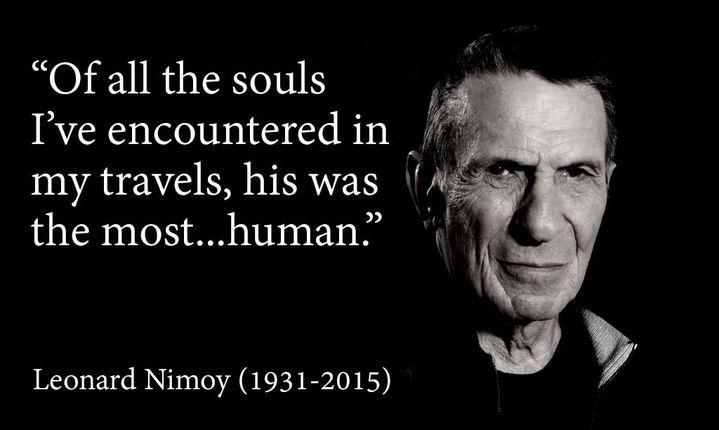 “Of all the souls
I’ve encountered in
my travels, his was
the most...human.”
Leonard Nimoy (1931-2015)